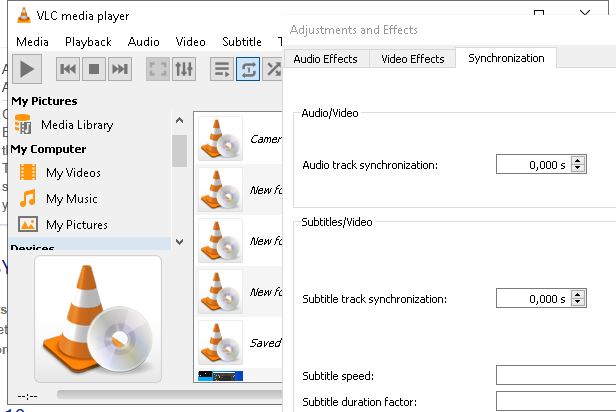 VLC media player
Media Playback Audio Video Subtitle
Adjustments and Effects
Audio Effects Video Effects Synchronization
My Pictures
Media Library
My Computer
My Videos
My Music
My Pictures
Devices
Camer
New fo
New fo
New fo
Saved
--:--
Audio/Video
Audio track synchronization: 0,000 s
Subtitles/Video
Subtitle track synchronization: 0,000 s
Subtitle speed:
Subtitle duration factor: